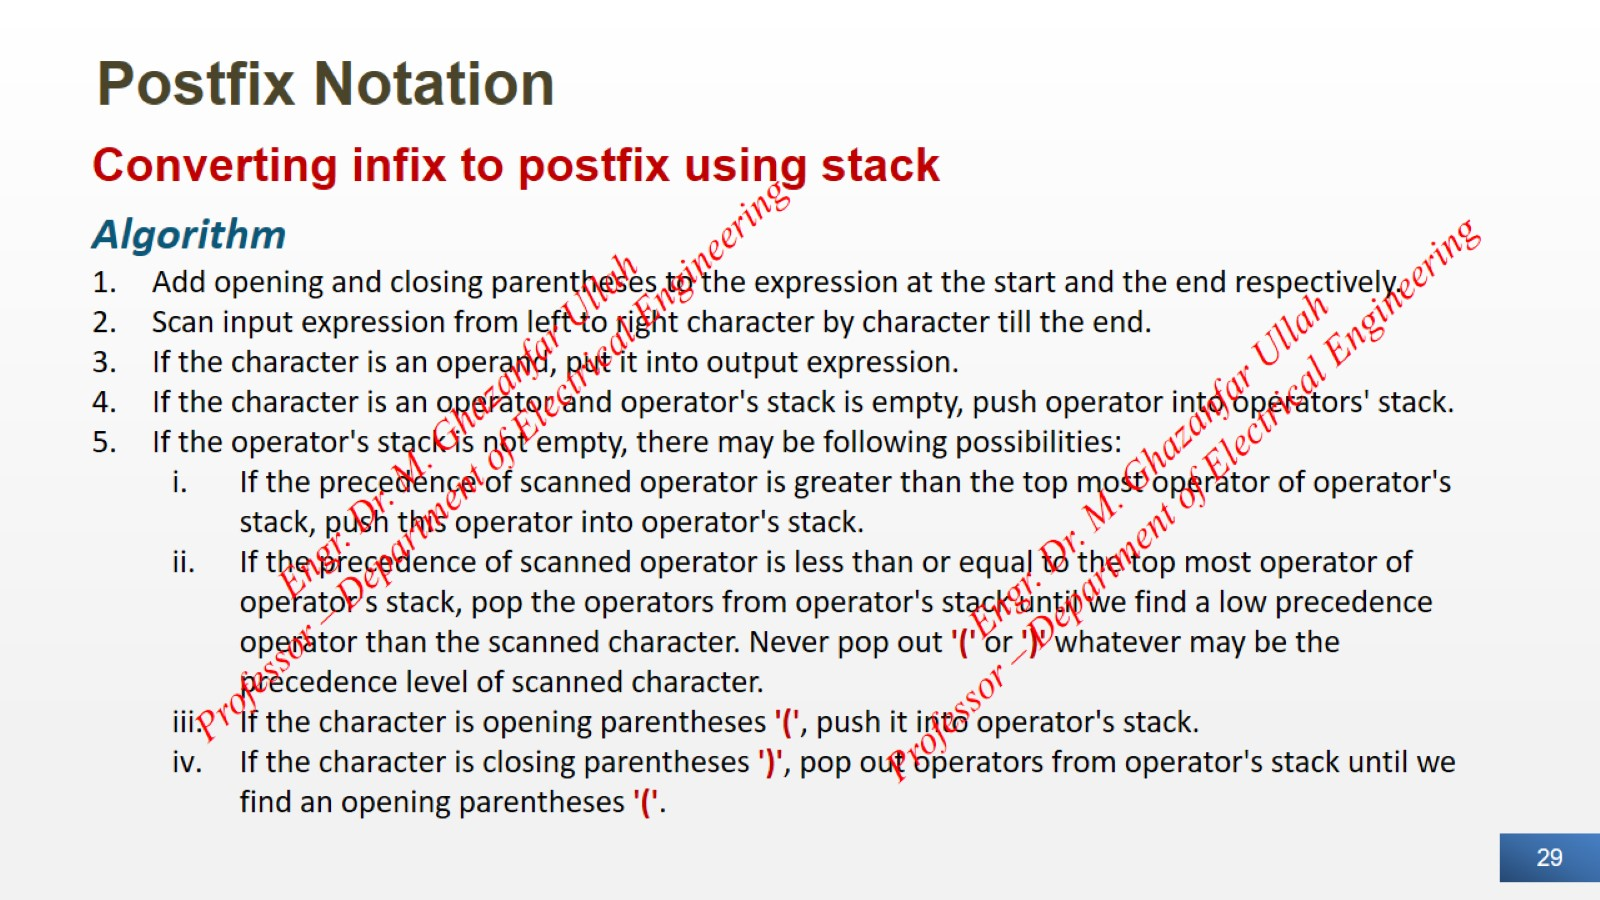 Postfix Notation
Converting infix to postfix using stack
Algorithm
1. Add opening and closing parentheses to the expression at the start and the end respectively.
2. Scan input expression from left to right character by character till the end.
3. If the character is an operand, put it into output expression.
4. If the character is an operator and operator's stack is empty, push operator into operators' stack.
5. If the operator's stack is not empty, there may be following possibilities:
i. If the precedence of scanned operator is greater than the top most operator of operator's
stack, push this operator into operator's stack.
ii. If the precedence of scanned operator is less than or equal to the top most operator of
operator's stack, pop the operators from operator's stack until we find a low precedence
operator than the scanned character. Never pop out '(' or ')' whatever may be the
precedence level of scanned character.
iii. If the character is opening parentheses '(', push it into operator's stack.
iv. If the character is closing parentheses ')', pop out operators from operator's stack until we
find an opening parentheses '('.
Engr. Dr. M. Ghazanfar Ullah
Professor – Department of Electrical Engineering
Engr. Dr. M. Ghazanfar Ullah
Professor – Department of Electrical Engineering
29